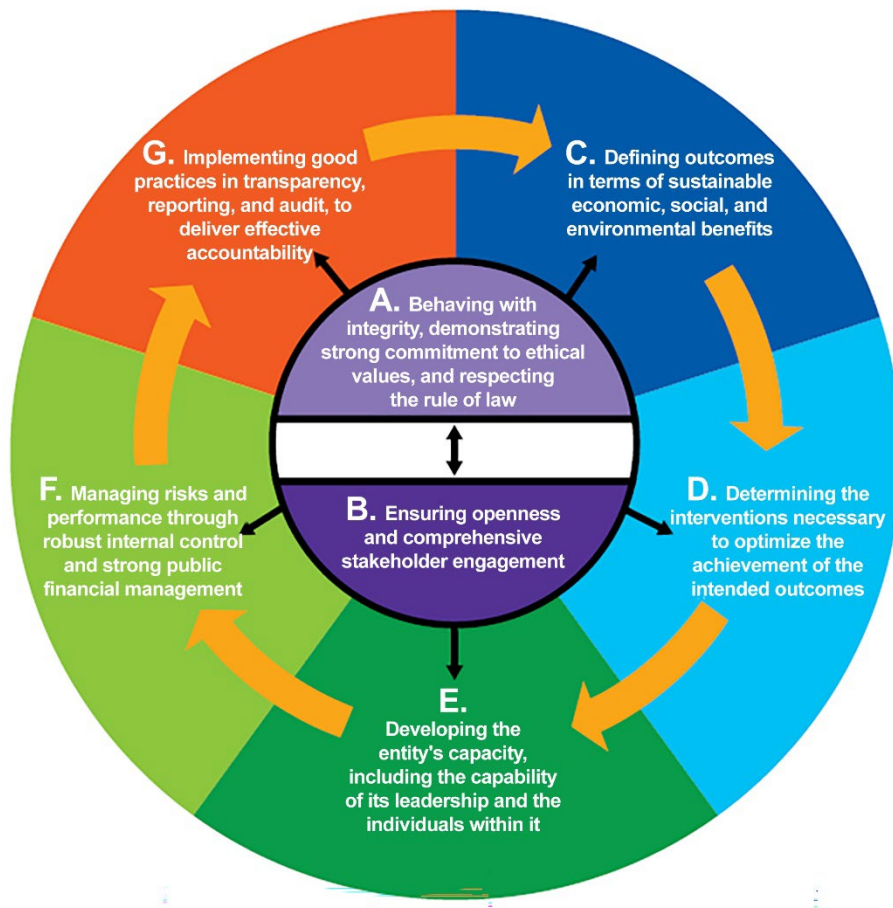 G. Implementing good
practices in transparency,
reporting, and audit, to
deliver effective
accountability
C. Defining outcomes
in terms of sustainable
economic, social, and
environmental benefits
A. Behaving with
integrity, demonstrating
strong commitment to ethical
values, and respecting
the rule of law
B. Ensuring openness
and comprehensive
stakeholder engagement
F. Managing risks and
performance through
robust internal control
and strong public
financial management
D. Determining the
interventions necessary
to optimize the
achievement of the
intended outcomes
E.
Developing the
entity's capacity,
including the capability
of its leadership and the
individuals within it